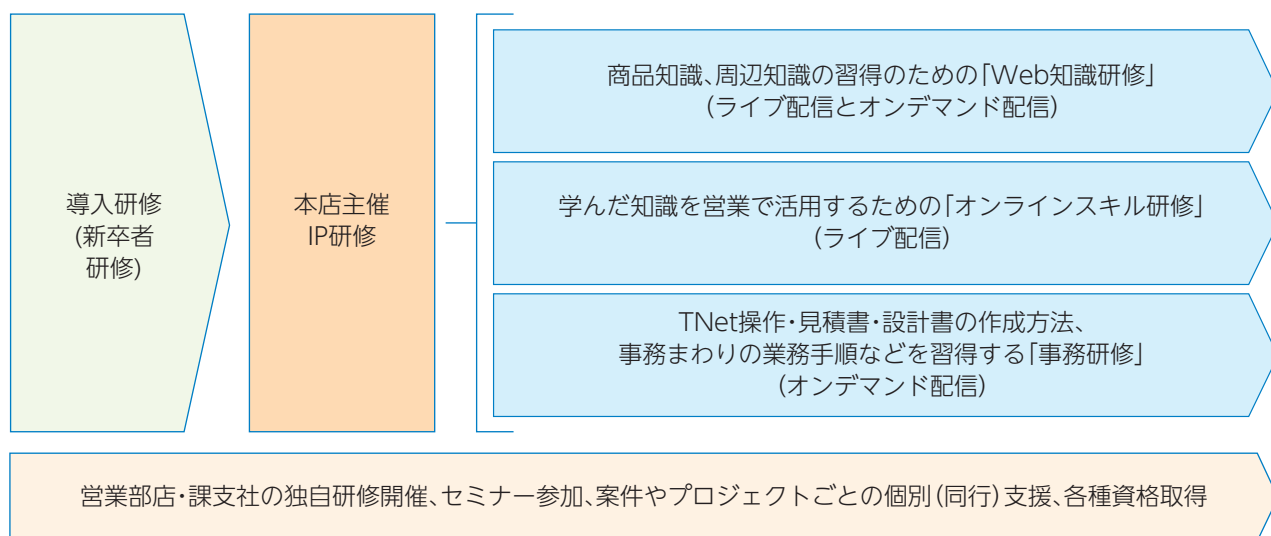 導入研修
(新卒者
研修)
本店主催
IP研修
商品知識、周辺知識の習得のための「Web知識研修」
(ライブ配信とオンデマンド配信)
学んだ知識を営業で活用するための「オンラインスキル研修」
(ライブ配信)
TNet操作・見積書・設計書の作成方法、
事務まわりの業務手順などを習得する「事務研修」
(オンデマンド配信)
営業部店・課支社の独自研修開催、セミナー参加、案件やプロジェクトごとの個別(同行)支援、各種資格取得